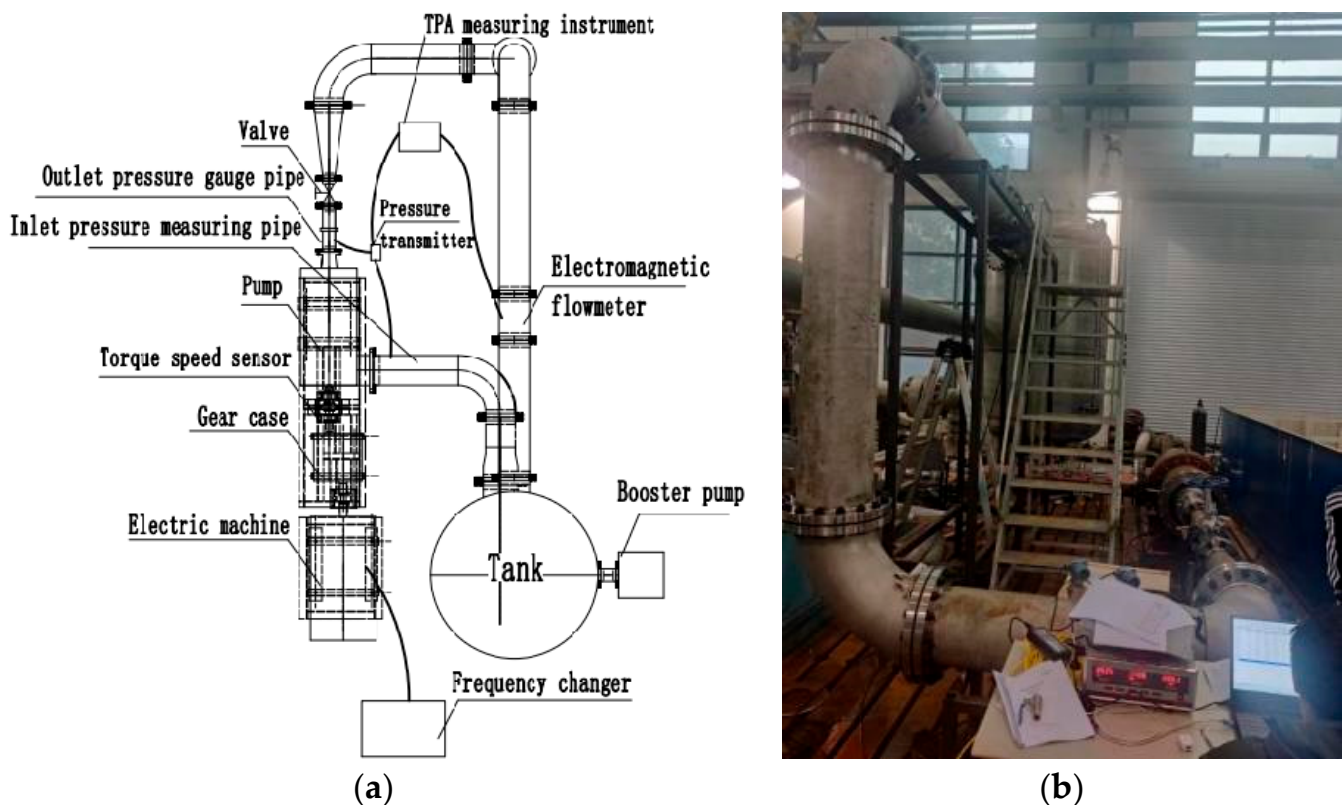 TPA measuring instrument
Valve
Outlet pressure gauge pipe
Inlet pressure measuring pipe
Pressure
transmitter
Electromagnetic
flowmeter
Pump
Torque speed sensor
Gear case
Booster pump
Electric machine
Tank
Frequency changer
(a)
(b)